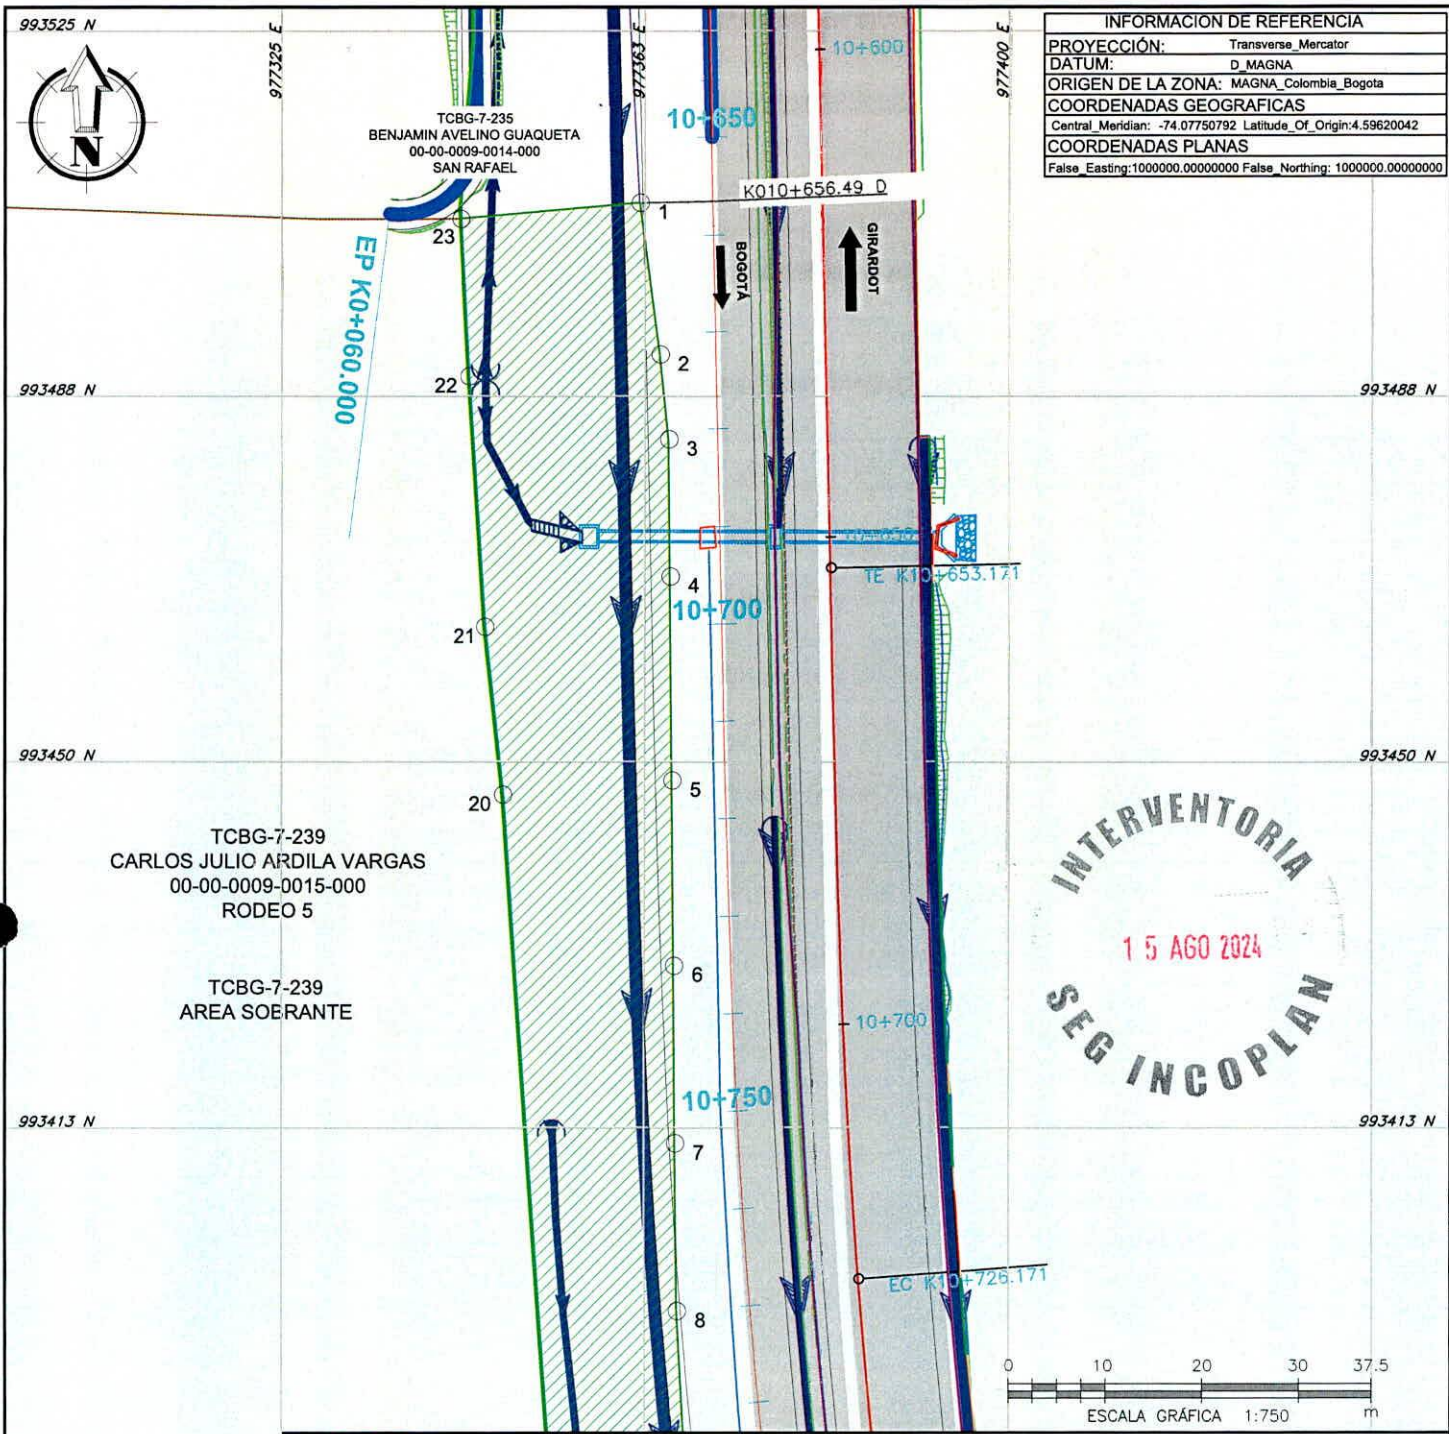 993525 N
977325 E
977363 E
977400 E
10+600
INFORMACION DE REFERENCIA
PROYECCIÓN: Transverse_Mercator
DATUM: D_MAGNA
ORIGEN DE LA ZONA: MAGNA_Colombia_Bogota
COORDENADAS GEOGRAFICAS
Central_Meridian: -74.07750792 Latitude_Of_Origin:4.59620042
COORDENADAS PLANAS
False_Easting:1000000.00000000 False_Northing: 1000000.00000000
N
TCBG-7-235
BENJAMIN AVELINO GUAQUETA
00-00-0009-0014-000
SAN RAFAEL
10+650
K010+656.49 D
1
23
EP K0+060.000
BOGOTÁ
GIRARDOT
2
22
993488 N
993488 N
3
10+650
TE K10+653.171
4
10+700
21
993450 N
993450 N
5
20
TCBG-7-239
CARLOS JULIO ARDILA VARGAS
00-00-0009-0015-000
RODEO 5
INTERVENTORIA
15 AGO 2024
SEG INCOPLAN
6
TCBG-7-239
AREA SOBRANTE
10+700
10+750
993413 N
993413 N
7
EC K10+726.171
8
0 10 20 30 37.5
ESCALA GRÁFICA 1:750 m